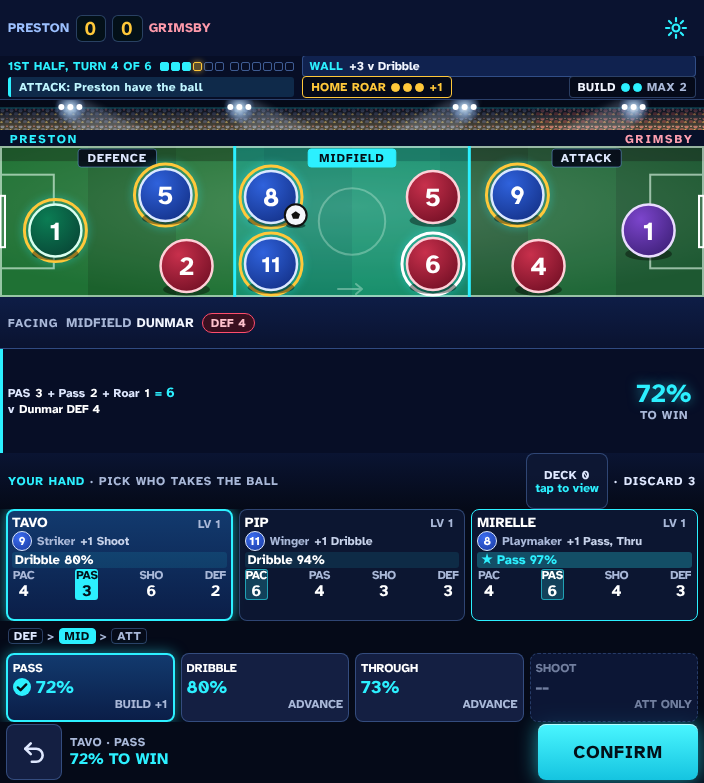 PRESTON 0 0 GRIMSBY
1ST HALF, TURN 4 OF 6
WALL +3 v Dribble
ATTACK: Preston have the ball
HOME ROAR +1
BUILD MAX 2
PRESTON GRIMSBY
DEFENCE MIDFIELD ATTACK
5 8 5 9
1 1
2 11 6 4
FACING MIDFIELD DUNMAR DEF 4
PAS 3 + Pass 2 + Roar 1 = 6
v Dunmar DEF 4
72%
TO WIN
YOUR HAND · PICK WHO TAKES THE BALL
DECK 0
tap to view
· DISCARD 3
TAVO LV 1
9 Striker +1 Shoot
Dribble 80%
PAC PAS SHO DEF
4 3 6 2
PIP LV 1
11 Winger +1 Dribble
Dribble 94%
PAC PAS SHO DEF
6 4 3 3
MIRELLE LV 1
8 Playmaker +1 Pass, Thru
★ Pass 97%
PAC PAS SHO DEF
4 6 4 3
DEF > MID > ATT
PASS
72%
BUILD +1
DRIBBLE
80%
ADVANCE
THROUGH
73%
ADVANCE
SHOOT
--
ATT ONLY
TAVO · PASS
72% TO WIN
CONFIRM